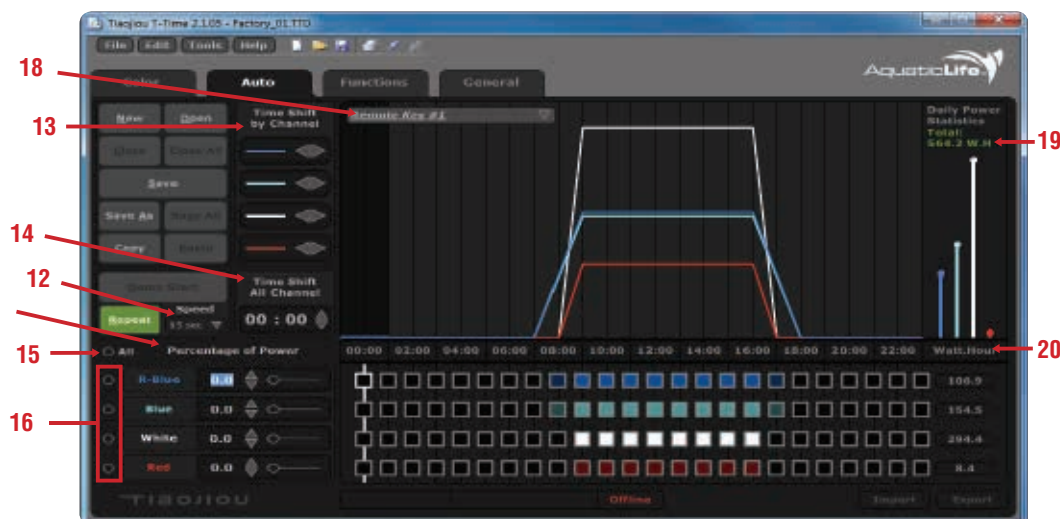 Tiaojiou T-Time 2.1.05 - Factory_01.TTD
File Edit Tools Help
AquaticLife
Color Auto Functions General
18
13
New Open
Time Shift
by Channel
Remote Key #1
Daily Power
Statistics
Total:
564.2 W.H
19
Close Close All
Save
Save As
Copy
14
12
Demo Start
Time Shift
All Channel
Repeat
Speed
15 sec
00 : 00
15
All
Percentage of Power
00:00 02:00 04:00 06:00 08:00 10:00 12:00 14:00 16:00 18:00 20:00 22:00 Watt.Hour
20
16
R-Blue 0.0 106.9
Blue 0.0 154.5
White 0.0 294.4
Red 0.0 8.4
TIAOJIOU
Offline
Import Export